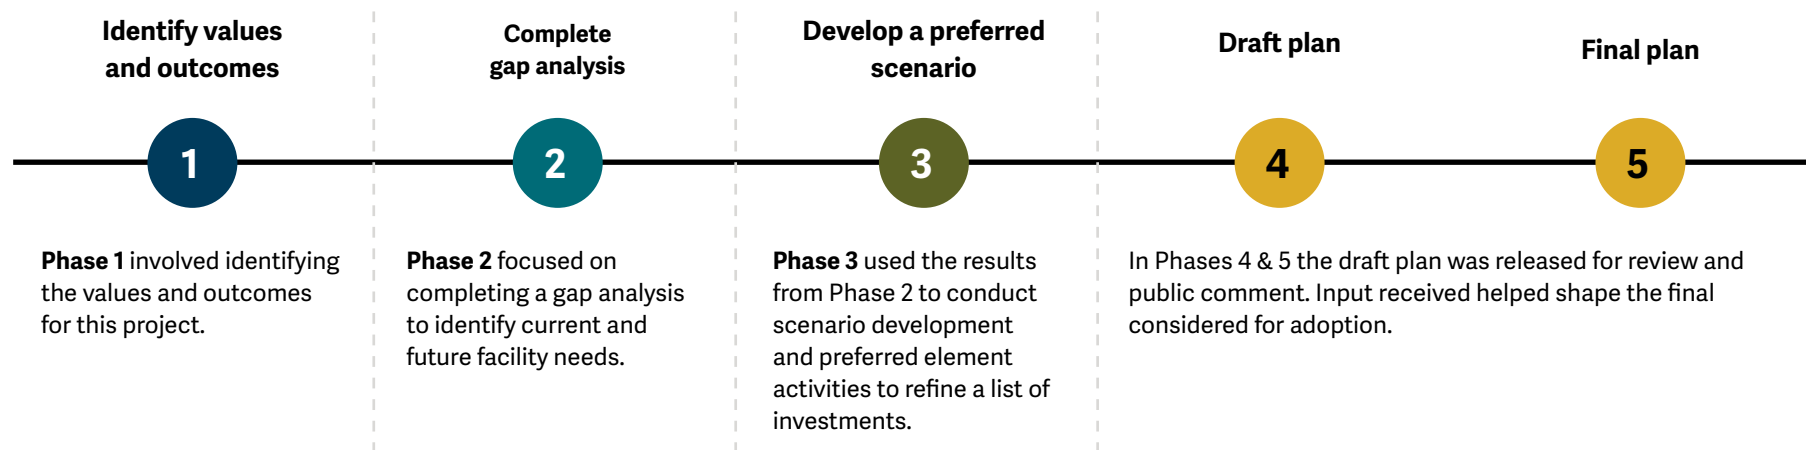 Identify values
and outcomes
1
Phase 1 involved identifying
the values and outcomes
for this project.
Complete
gap analysis
2
Phase 2 focused on
completing a gap analysis
to identify current and
future facility needs.
Develop a preferred
scenario
3
Phase 3 used the results
from Phase 2 to conduct
scenario development
and preferred element
activities to refine a list of
investments.
Draft plan
4
Final plan
5
In Phases 4 & 5 the draft plan was released for review and
public comment. Input received helped shape the final
considered for adoption.